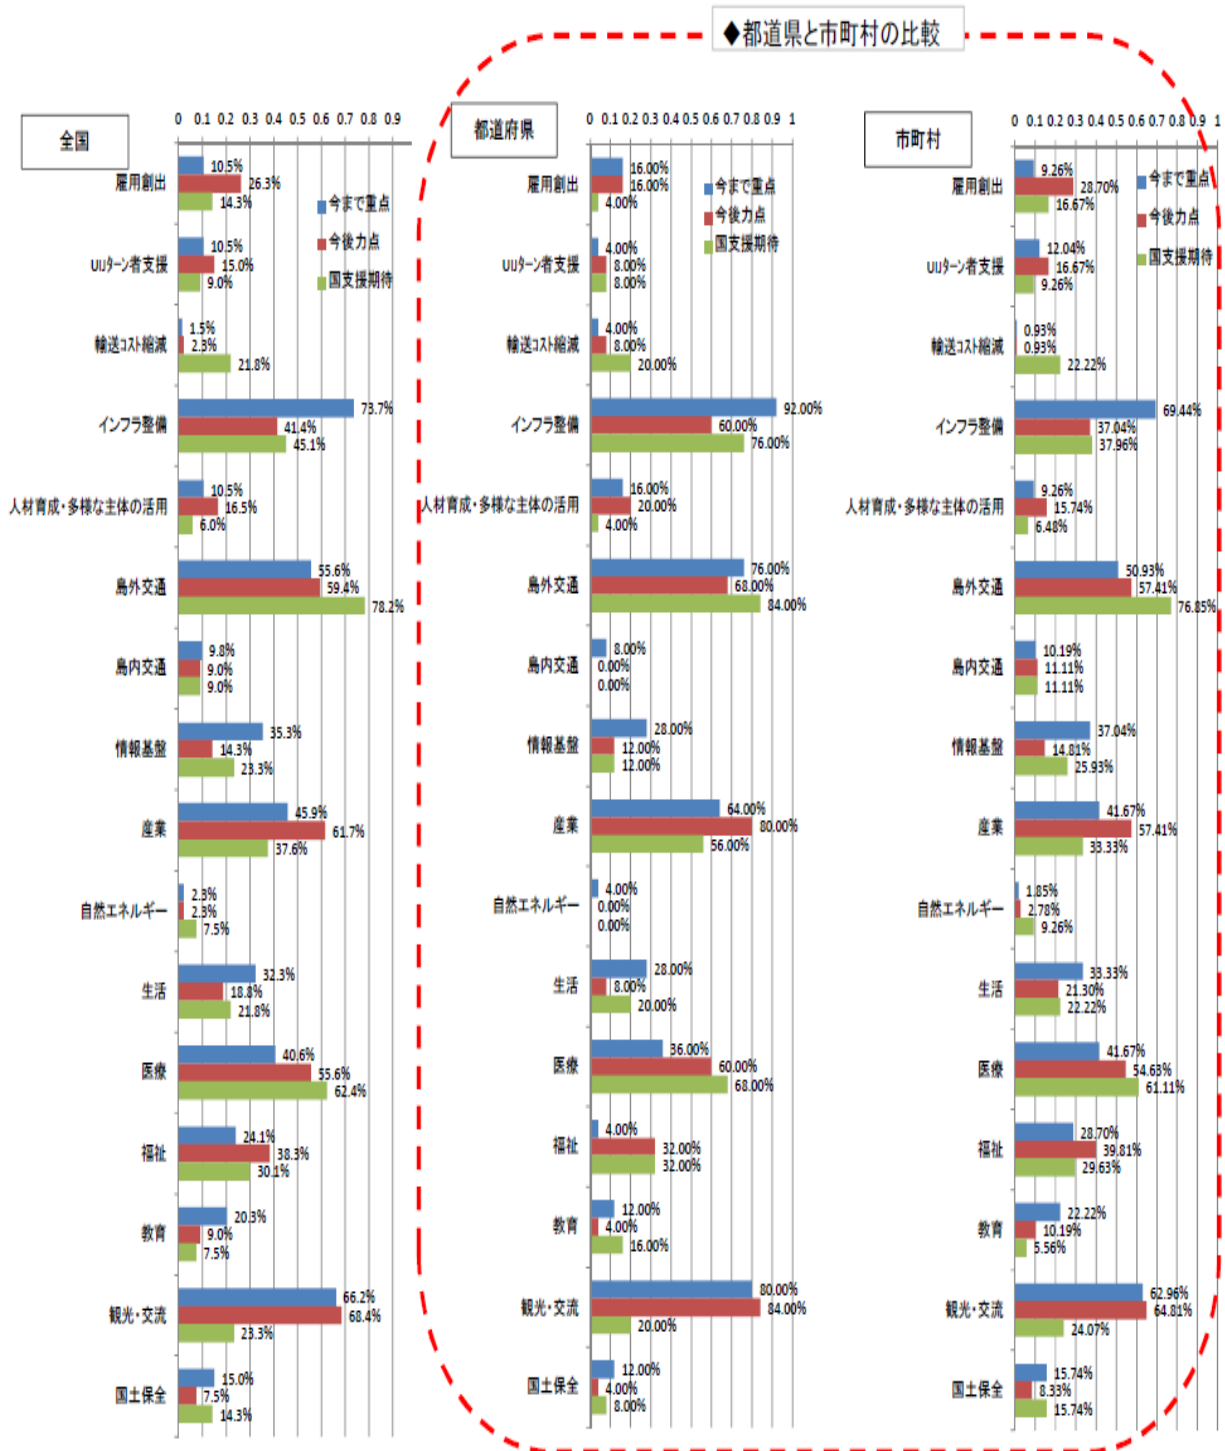 ◆都道県と市町村の比較
全国
0 0.1 0.2 0.3 0.4 0.5 0.6 0.7 0.8 0.9
雇用創出
10.5%
26.3%
14.3%
今まで重点
今後力点
国支援期待
UIJターン者支援
10.5%
15.0%
9.0%
輸送コスト縮減
1.5%
2.3%
21.8%
インフラ整備
73.7%
41.4%
45.1%
人材育成・多様な主体の活用
10.5%
16.5%
6.0%
島外交通
55.6%
59.4%
78.2%
島内交通
9.8%
9.0%
9.0%
情報基盤
35.3%
14.3%
23.3%
産業
45.9%
61.7%
37.6%
自然エネルギー
2.3%
2.3%
7.5%
生活
32.3%
18.8%
21.8%
医療
40.6%
55.6%
62.4%
福祉
24.1%
38.3%
30.1%
教育
20.3%
9.0%
7.5%
観光・交流
66.2%
68.4%
23.3%
国土保全
15.0%
7.5%
14.3%
都道府県
0 0.1 0.2 0.3 0.4 0.5 0.6 0.7 0.8 0.9 1
雇用創出
16.00%
16.00%
4.00%
今まで重点
今後力点
国支援期待
UIJターン者支援
4.00%
8.00%
8.00%
輸送コスト縮減
4.00%
8.00%
20.00%
インフラ整備
92.00%
60.00%
76.00%
人材育成・多様な主体の活用
16.00%
20.00%
4.00%
島外交通
76.00%
68.00%
84.00%
島内交通
8.00%
0.00%
0.00%
情報基盤
28.00%
12.00%
12.00%
産業
64.00%
80.00%
56.00%
自然エネルギー
4.00%
0.00%
0.00%
生活
28.00%
8.00%
20.00%
医療
36.00%
60.00%
68.00%
福祉
4.00%
32.00%
32.00%
教育
12.00%
4.00%
16.00%
観光・交流
80.00%
84.00%
20.00%
国土保全
12.00%
4.00%
8.00%
市町村
0 0.1 0.2 0.3 0.4 0.5 0.6 0.7 0.8 0.9 1
雇用創出
9.26%
28.70%
16.67%
今まで重点
今後力点
国支援期待
UIJターン者支援
12.04%
16.67%
9.26%
輸送コスト縮減
0.93%
0.93%
22.22%
インフラ整備
69.44%
37.04%
37.96%
人材育成・多様な主体の活用
9.26%
15.74%
6.48%
島外交通
50.93%
57.41%
76.85%
島内交通
10.19%
11.11%
11.11%
情報基盤
37.04%
14.81%
25.93%
産業
41.67%
57.41%
33.33%
自然エネルギー
1.85%
2.78%
9.26%
生活
33.33%
21.30%
22.22%
医療
41.67%
54.63%
61.11%
福祉
28.70%
39.81%
29.63%
教育
22.22%
10.19%
5.56%
観光・交流
62.96%
64.81%
24.07%
国土保全
15.74%
8.33%
15.74%